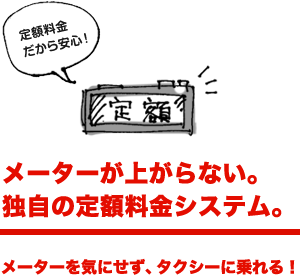 定額料金
だから安心！
定額
メーターが上がらない。
独自の定額料金システム。
メーターを気にせず、タクシーに乗れる！